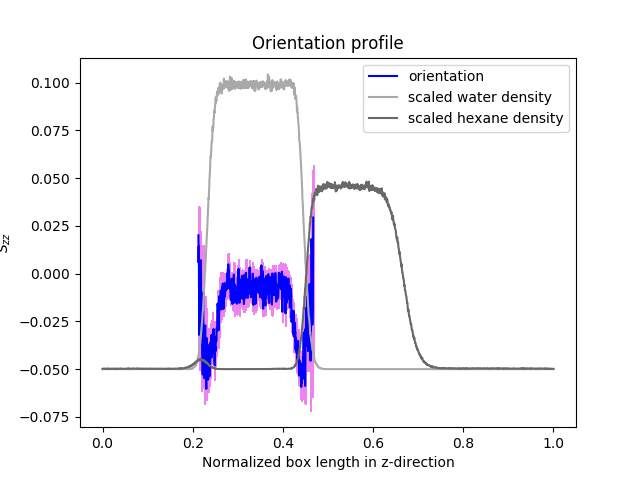 Orientation profile
orientation
scaled water density
scaled hexane density
0.100
0.075
0.050
0.025
0.000
−0.025
−0.050
−0.075
Szz
0.0 0.2 0.4 0.6 0.8 1.0
Normalized box length in z-direction